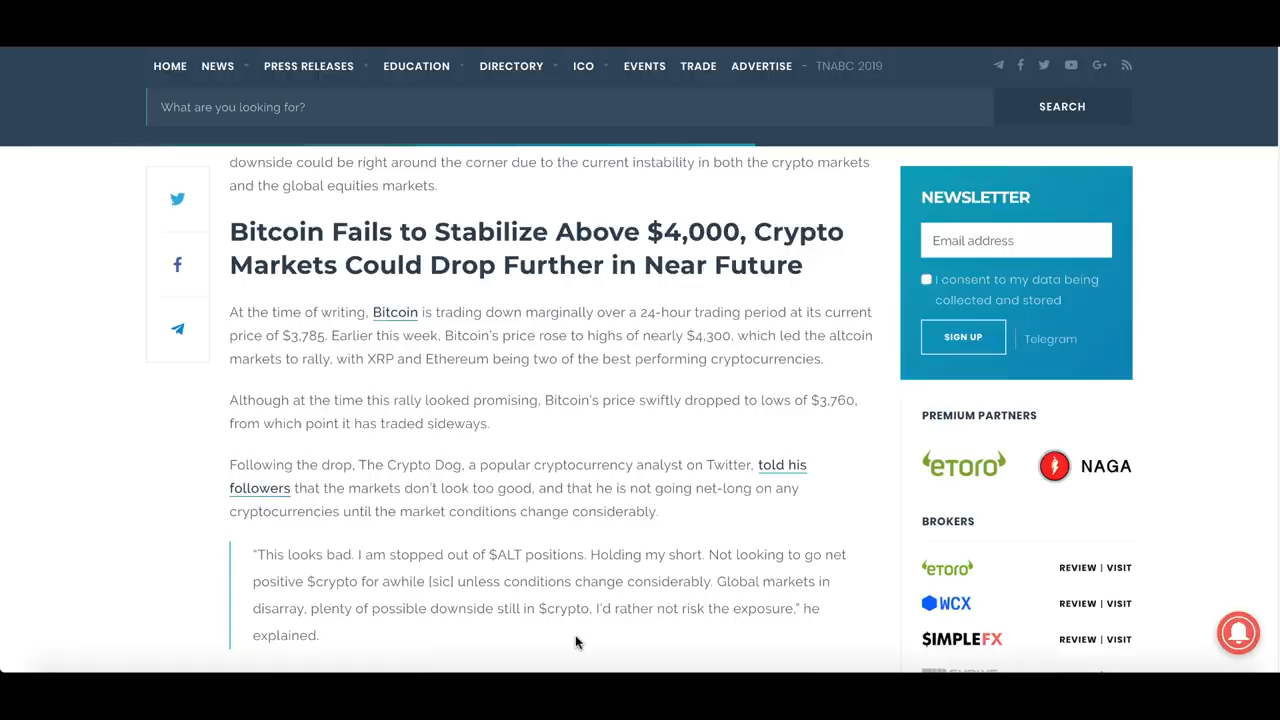 HOME NEWS PRESS RELEASES EDUCATION DIRECTORY ICO EVENTS TRADE ADVERTISE TNABC 2019
What are you looking for? SEARCH
downside could be right around the corner due to the current instability in both the crypto markets
and the global equities markets.
Bitcoin Fails to Stabilize Above $4,000, Crypto
Markets Could Drop Further in Near Future
At the time of writing, Bitcoin is trading down marginally over a 24-hour trading period at its current
price of $3,785. Earlier this week, Bitcoin's price rose to highs of nearly $4,300, which led the altcoin
markets to rally, with XRP and Ethereum being two of the best performing cryptocurrencies.
Although at the time this rally looked promising, Bitcoin's price swiftly dropped to lows of $3,760,
from which point it has traded sideways.
Following the drop, The Crypto Dog, a popular cryptocurrency analyst on Twitter, told his
followers that the markets don't look too good, and that he is not going net-long on any
cryptocurrencies until the market conditions change considerably.
"This looks bad. I am stopped out of $ALT positions. Holding my short. Not looking to go net
positive $crypto for awhile [sic] unless conditions change considerably. Global markets in
disarray, plenty of possible downside still in $crypto, I'd rather not risk the exposure," he
explained.
NEWSLETTER
Email address
I consent to my data being
collected and stored
SIGN UP Telegram
PREMIUM PARTNERS
eToro NAGA
BROKERS
eToro REVIEW | VISIT
WCX REVIEW | VISIT
$IMPLEFX REVIEW | VISIT